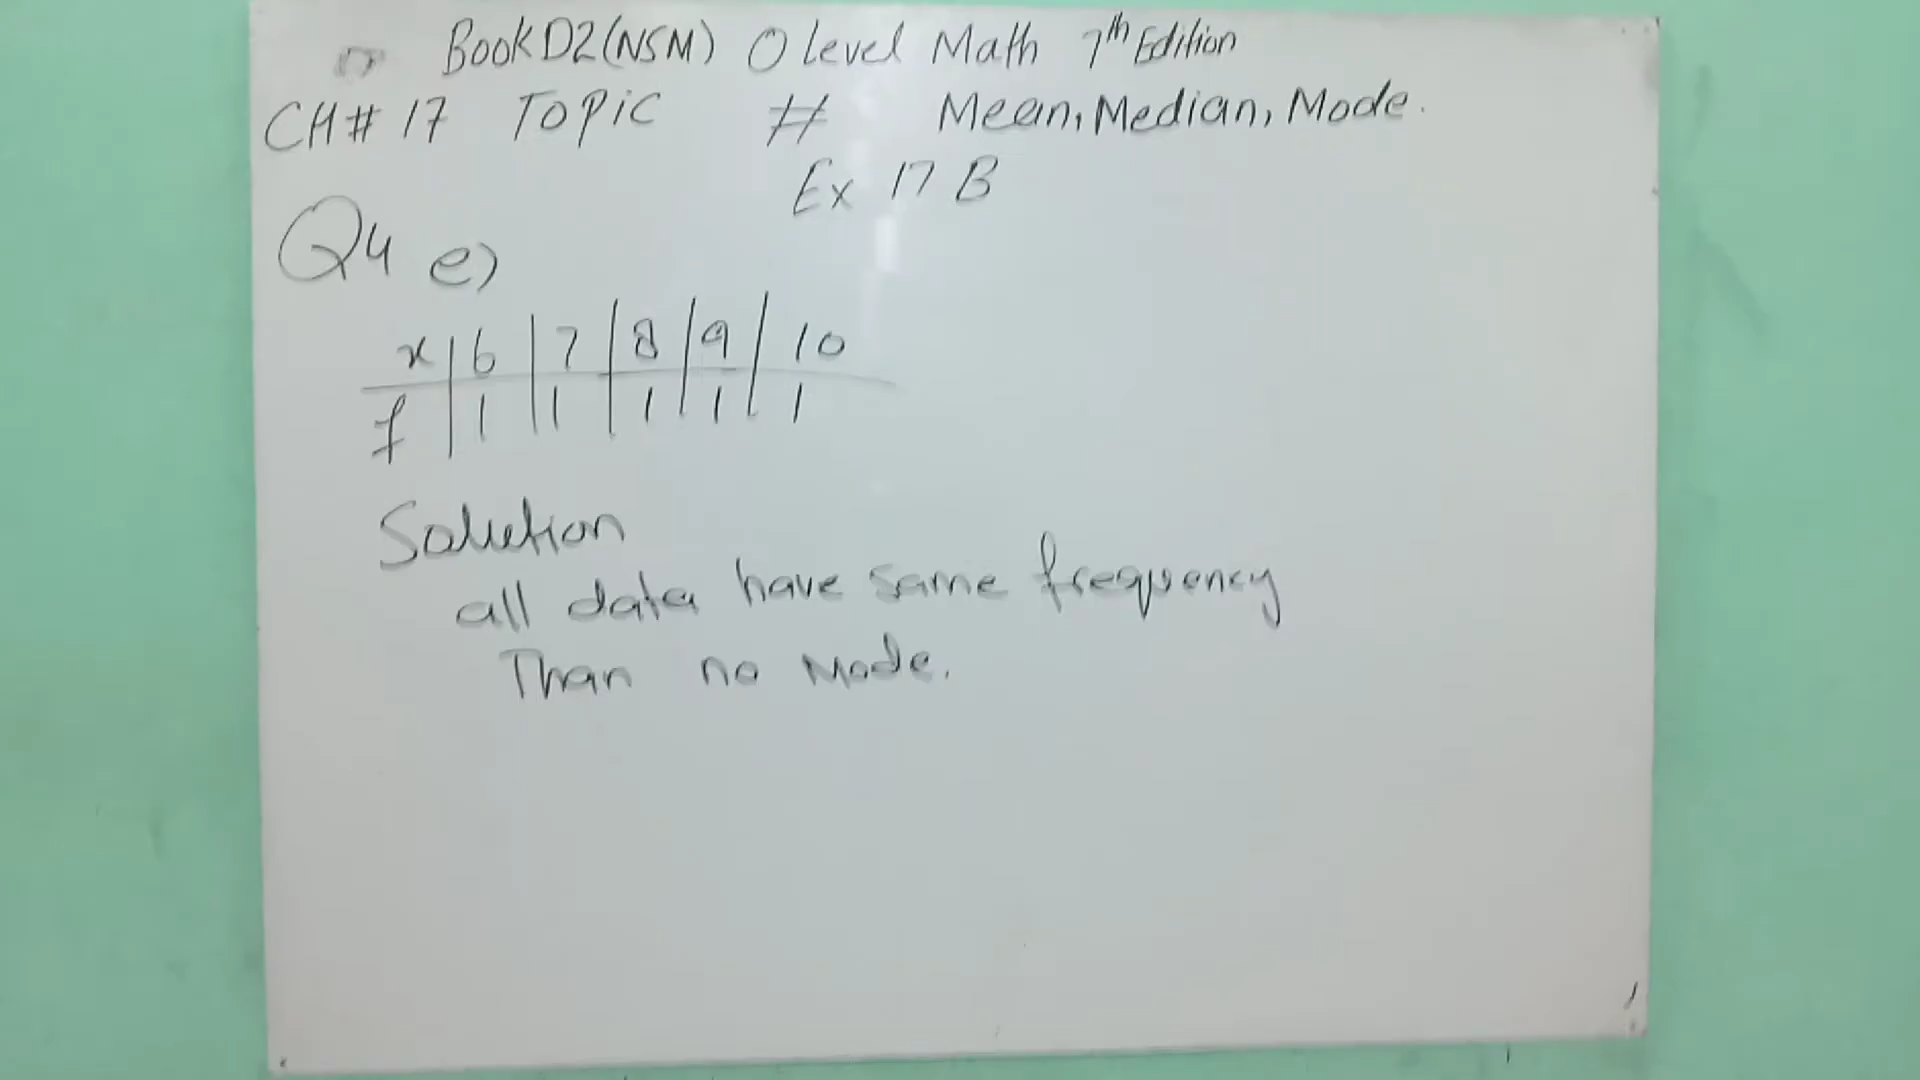 Book D2(NSM) O level Math 7th Edition
CH# 17 Topic # Mean, Median, Mode.
Ex 17 B
Q4 e)
x | 6 | 7 | 8 | 9 | 10
f | 1 | 1 | 1 | 1 | 1
Solution
all data have same frequency
Than no Mode.